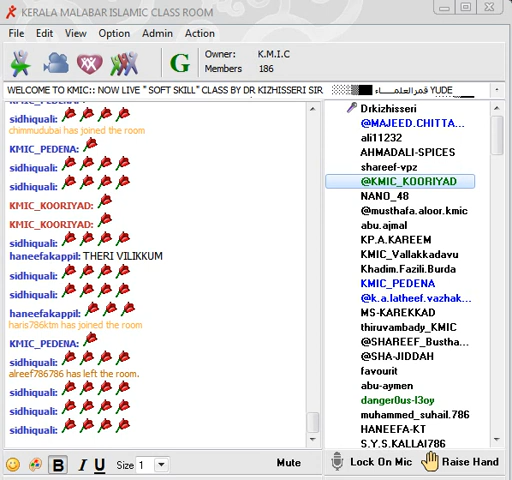 KERALA MALABAR ISLAMIC CLASS ROOM
Menu View Option Admin Action
G
Owner: K.M.I.C
Members 186
WELCOME TO KMIC:: NOW LIVE " SOFT SKILL" CLASS BY DR KIZHISSERI SIR قمرالعلمــــاء YUDE
sidhiquali:
chimmudubai has joined the room
KMIC_PEDENA:
sidhiquali:
sidhiquali:
KMIC_KOORIYAD:
KMIC_KOORIYAD:
sidhiquali:
haneefakappil: THERI VILIKKUM
sidhiquali:
sidhiquali:
haneefakappil:
haris786ktm has joined the room
KMIC_PEDENA:
sidhiquali:
alreef786786 has left the room.
sidhiquali:
sidhiquali:
sidhiquali:
B I U Size 1 Mute
Drkizhisseri
@MAJEED.CHITTA...
ali11232
AHMADALI-SPICES
shareef-vpz
@KMIC_KOORIYAD
NANO_48
@musthafa.aloor.kmic
abu.ajmal
KP.A.KAREEM
KMIC_Vallakkadavu
Khadim.Fazili.Burda
KMIC_PEDENA
@k.a.latheef.vazhak...
MS-KAREKKAD
thiruvambady_KMIC
@SHAREEF_Bustha...
@SHA-JIDDAH
favourit
abu-aymen
danger0us-l3oy
muhammed_suhail.786
HANEEFA-KT
S.Y.S.KALLAI786
Lock On Mic Raise Hand